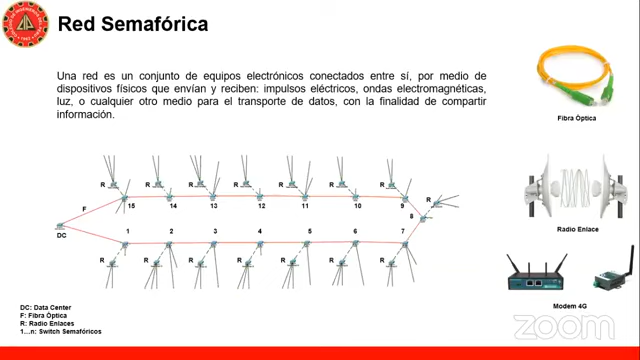 Red Semafórica
Una red es un conjunto de equipos electrónicos conectados entre sí, por medio de
dispositivos físicos que envían y reciben: impulsos eléctricos, ondas electromagnéticas,
luz, o cualquier otro medio para el transporte de datos, con la finalidad de compartir
información.
Fibra Óptica
R R R R R R R
F
15 14 13 12 11 10 9
8
DC
1 2 3 4 5 6 7
R R R R R R R
Radio Enlace
Modem 4G
DC: Data Center
F: Fibra Óptica
R: Radio Enlaces
1…n: Switch Semafóricos
zoom